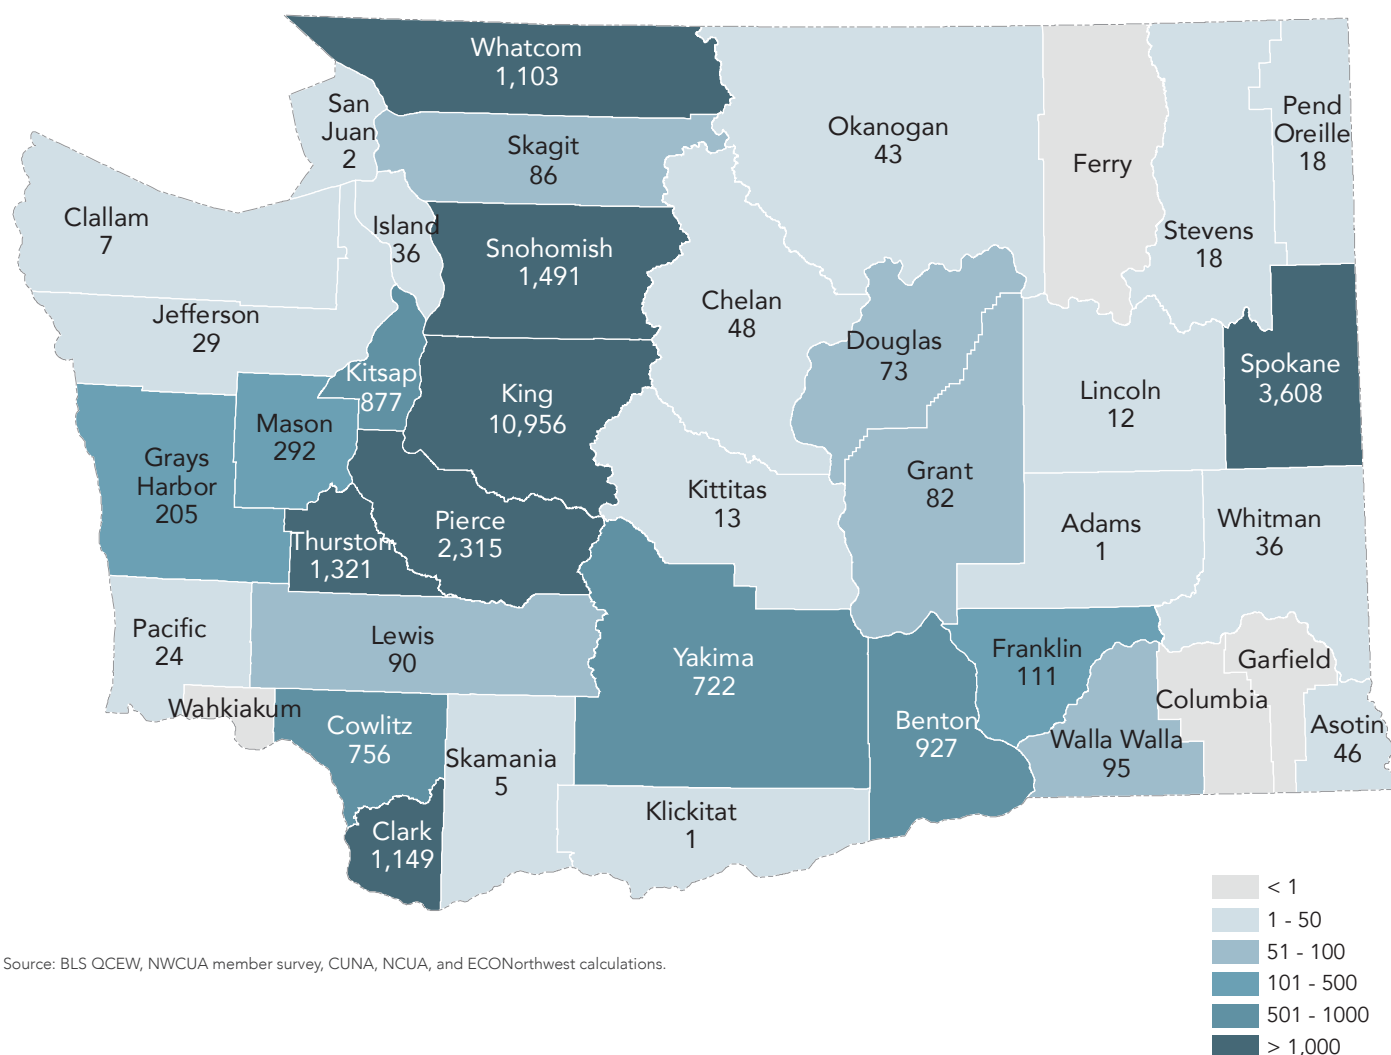 Whatcom
1,103
San
Juan
2
Skagit
86
Okanogan
43
Ferry
Pend
Oreille
18
Stevens
18
Clallam
7
Island
36
Snohomish
1,491
Chelan
48
Jefferson
29
Douglas
73
Kitsap
877
King
10,956
Lincoln
12
Spokane
3,608
Mason
292
Grays
Harbor
205
Grant
82
Kittitas
13
Pierce
2,315
Thurston
1,321
Adams
1
Whitman
36
Pacific
24
Lewis
90
Yakima
722
Franklin
111
Garfield
Columbia
Wahkiakum
Cowlitz
756
Benton
927
Walla Walla
95
Asotin
46
Skamania
5
Klickitat
1
Clark
1,149
< 1
1 - 50
51 - 100
101 - 500
501 - 1000
> 1,000
Source: BLS QCEW, NWCUA member survey, CUNA, NCUA, and ECONorthwest calculations.